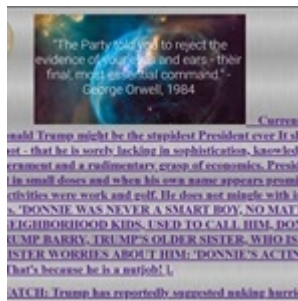 "The Party told you to reject the
evidence of your eyes and ears - their
final, most essential command." -
George Orwell, 1984
Curren
nald Trump might be the stupidest President ever It s
ot - that he is sorely lacking in sophistication, knowled
ernment and a rudimentary grasp of economics. Presid
in small doses and when his own name appears promi
ctivities were work and golf. He does not mingle with
s. 'DONNIE WAS NEVER A SMART BOY, NO MAT
EIGHBORHOOD KIDS, USED TO CALL HIM, DO
RUMP BARRY, TRUMP'S OLDER SISTER, WHO IS
ISTER WORRIES ABOUT HIM: 'DONNIE'S ACTIN
That's because he is a nutjob! ].
ATCH: Trump has reportedly suggested nuking hurri